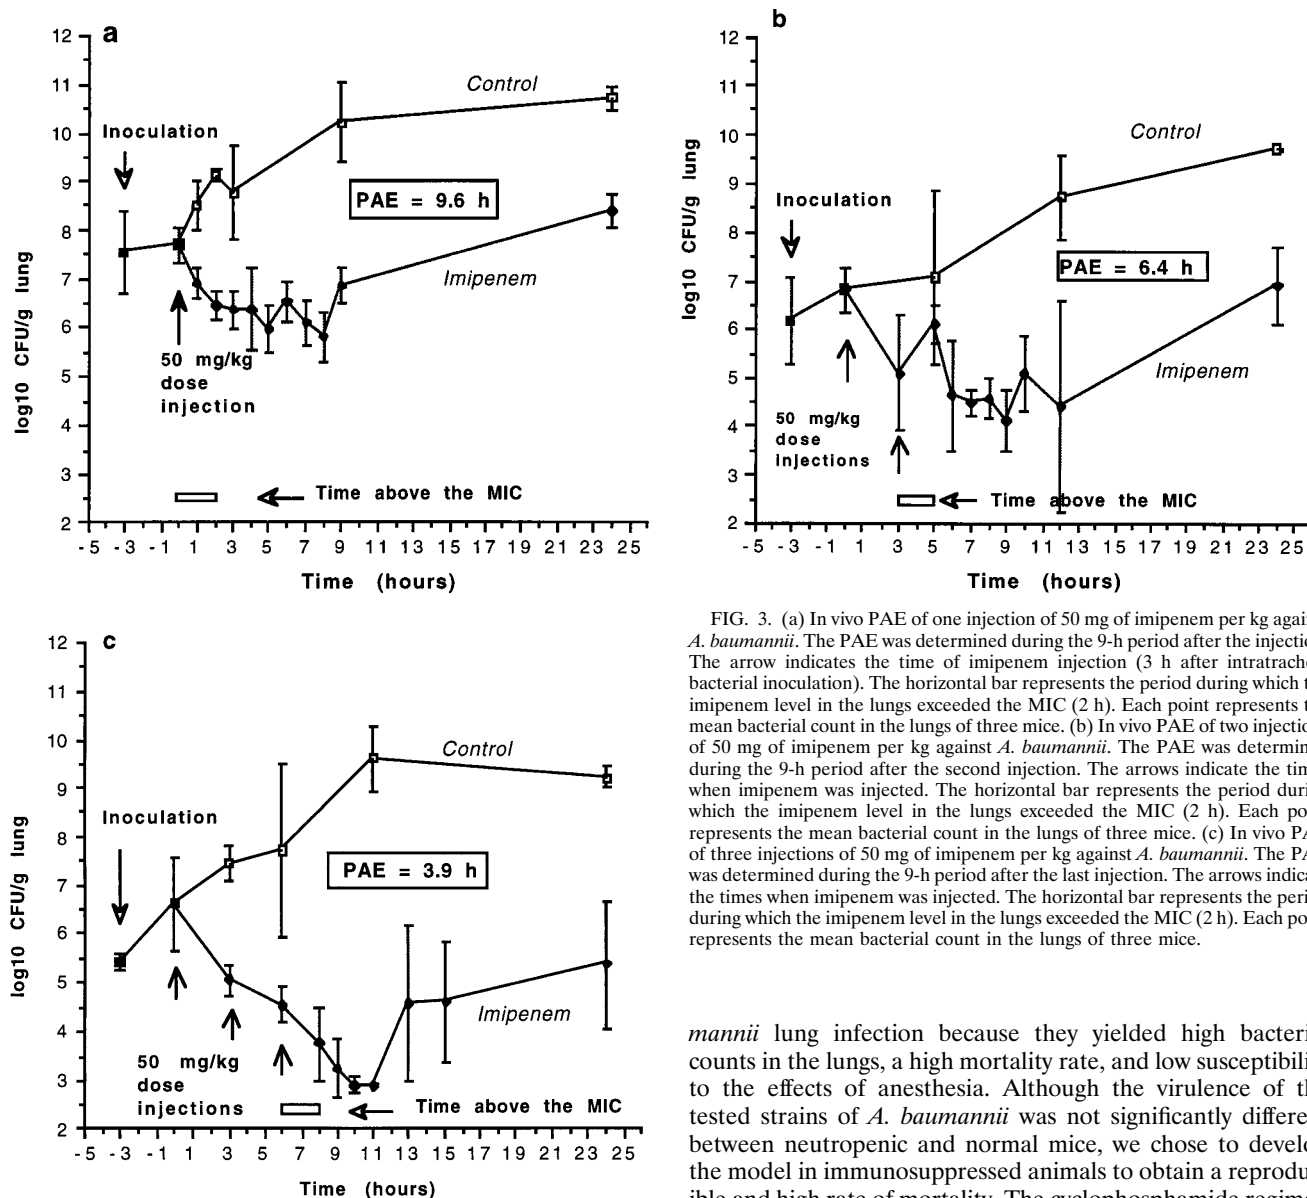 a
12
11
10
9
8
7
6
5
4
3
2
log10 CFU/g lung
Control
Inoculation
PAE = 9.6 h
Imipenem
50 mg/kg
dose
injection
Time above the MIC
-5 -3 -1 1 3 5 7 9 11 13 15 17 19 21 23 25
Time (hours)
b
12
11
10
9
8
7
6
5
4
3
2
log10 CFU/g lung
Control
Inoculation
PAE = 6.4 h
Imipenem
50 mg/kg
dose
injections
Time above the MIC
-5 -3 -1 1 3 5 7 9 11 13 15 17 19 21 23 25
Time (hours)
c
12
11
10
9
8
7
6
5
4
3
2
log10 CFU/g lung
Control
Inoculation
PAE = 3.9 h
Imipenem
50 mg/kg
dose
injections
Time above the MIC
-5 -3 -1 1 3 5 7 9 11 13 15 17 19 21 23 25
Time (hours)
FIG. 3. (a) In vivo PAE of one injection of 50 mg of imipenem per kg
A. baumannii. The PAE was determined during the 9-h period after the
The arrow indicates the time of imipenem injection (3 h after
bacterial inoculation). The horizontal bar represents the period during which
imipenem level in the lungs exceeded the MIC (2 h). Each point represents
mean bacterial count in the lungs of three mice. (b) In vivo PAE of two
of 50 mg of imipenem per kg against A. baumannii. The PAE was
during the 9-h period after the second injection. The arrows indicate the
when imipenem was injected. The horizontal bar represents the period
which the imipenem level in the lungs exceeded the MIC (2 h). Each
represents the mean bacterial count in the lungs of three mice. (c) In vivo
of three injections of 50 mg of imipenem per kg against A. baumannii. The
was determined during the 9-h period after the last injection. The arrows
the times when imipenem was injected. The horizontal bar represents the
during which the imipenem level in the lungs exceeded the MIC (2 h). Each
represents the mean bacterial count in the lungs of three mice.
mannii lung infection because they yielded high
counts in the lungs, a high mortality rate, and low
to the effects of anesthesia. Although the virulence of
tested strains of A. baumannii was not significantly
between neutropenic and normal mice, we chose to
the model in immunosuppressed animals to obtain a
ible and high rate of mortality. The cyclophosphamide